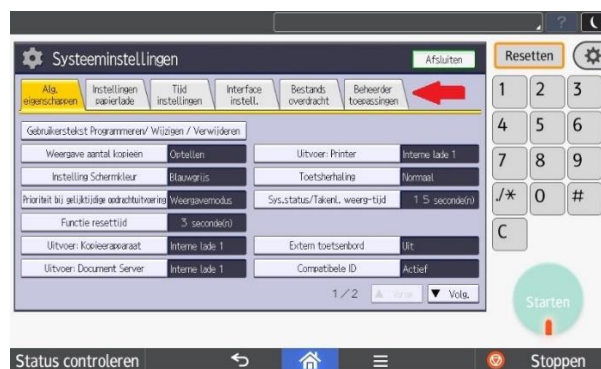 ?
Systeeminstellingen
Afsluiten
Resetten
Alg. eigenschappen
Instellingen papierlade
Tijd instellingen
Interface instell.
Bestands overdracht
Beheerder toepassingen
Gebruikerstekst Programmeren/ Wijzigen / Verwijderen
Weergave aantal kopieën Optellen
Uitvoer: Printer Interne lade 1
Instelling Schermkleur Blauwgrijs
Toetsherhaling Normaal
Prioriteit bij gelijktijdige opdrachtuitvoering Weergavemodus
Sys.status/Takenl. weerg-tijd 15 seconde(n)
Functie resettijd 3 seconde(n)
Uitvoer: Kopieerapparaat Interne lade 1
Extern toetsenbord Uit
Uitvoer: Document Server Interne lade 1
Compatibele ID Actief
1/2 ▲ ▼ Volg.
1 2 3
4 5 6
7 8 9
./* 0 #
C
Starten
Status controleren
Stoppen